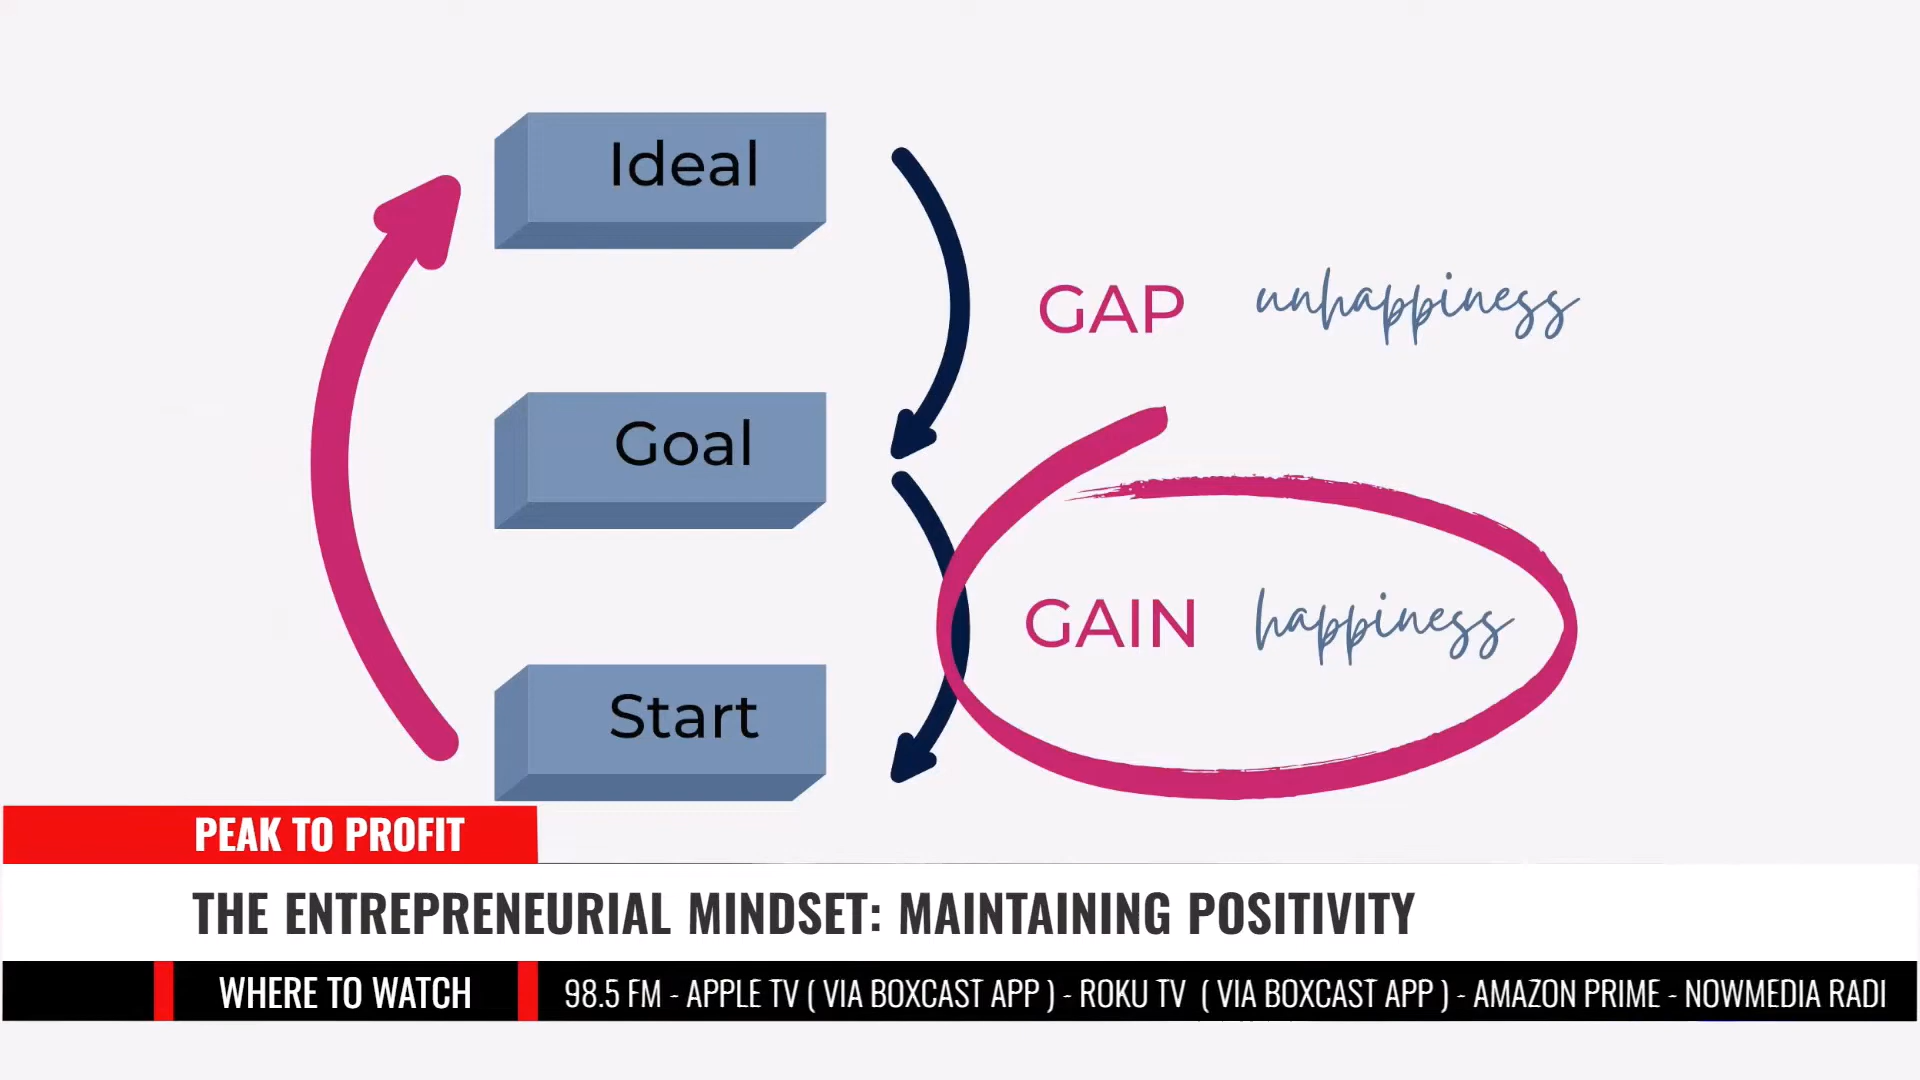 Ideal
GAP unhappiness
Goal
GAIN happiness
Start
PEAK TO PROFIT
THE ENTREPRENEURIAL MINDSET: MAINTAINING POSITIVITY
WHERE TO WATCH 98.5 FM - APPLE TV ( VIA BOXCAST APP ) - ROKU TV ( VIA BOXCAST APP ) - AMAZON PRIME - NOWMEDIA RADI